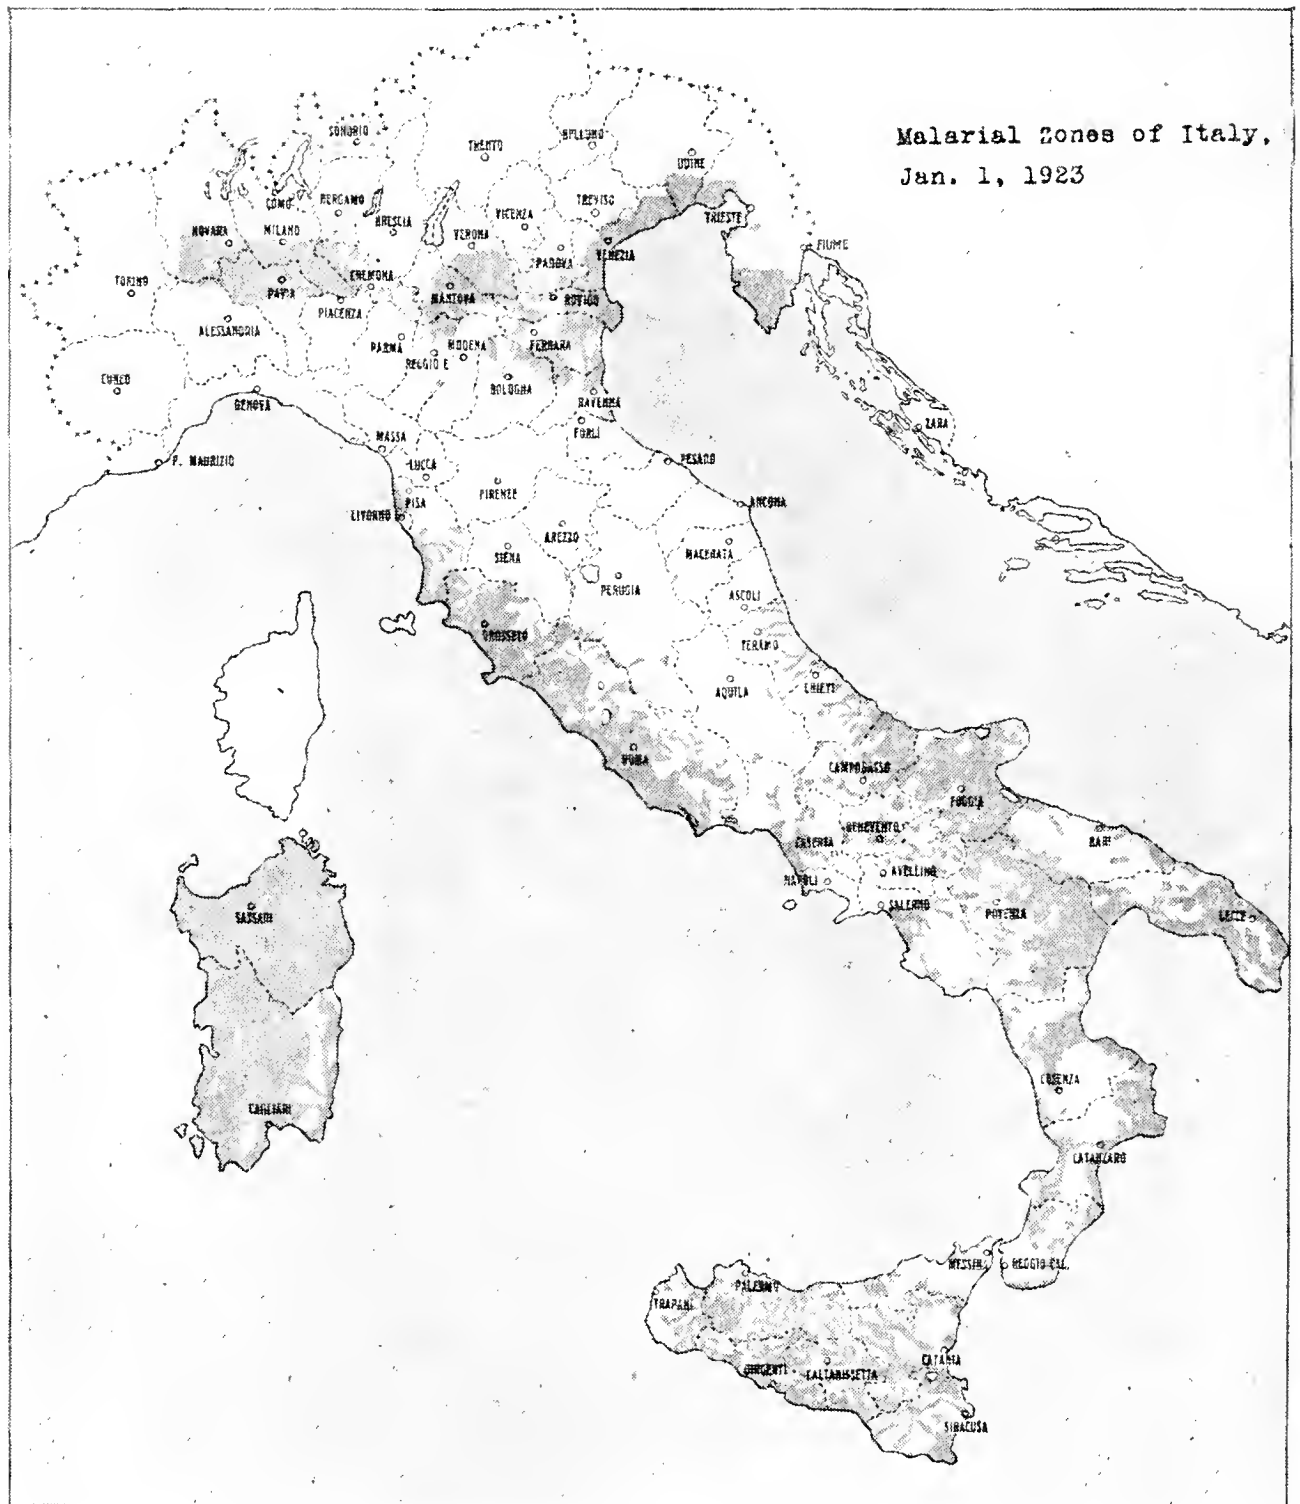 Malarial Zones of Italy,
Jan. 1, 1923
SONDRIO
TRENTO
BELLUNO
UDINE
COMO
BERGAMO
BRESCIA
VICENZA
TREVISO
TRIESTE
NOVARA
MILANO
VERONA
PADOVA
VENEZIA
FIUME
TORINO
PAVIA
CREMONA
MANTOVA
ROVIGO
PIACENZA
ALESSANDRIA
PARMA
REGGIO E
MODENA
FERRARA
CUNEO
BOLOGNA
GENOVA
RAVENNA
FORLI
ZARA
MASSA
P. MAURIZIO
LUCCA
PESARO
PISA
FIRENZE
LIVORNO
ANCONA
SIENA
AREZZO
MACERATA
PERUGIA
ASCOLI
GROSSETO
TERAMO
AQUILA
CHIETI
ROMA
CAMPOBASSO
FOGGIA
BENEVENTO
CASERTA
BARI
NAPOLI
AVELLINO
SALERNO
POTENZA
LECCE
SASSARI
COSENZA
CAGLIARI
CATANZARO
MESSINA
REGGIO CAL.
PALERMO
TRAPANI
GIRGENTI
CALTANISSETTA
CATANIA
SIRACUSA